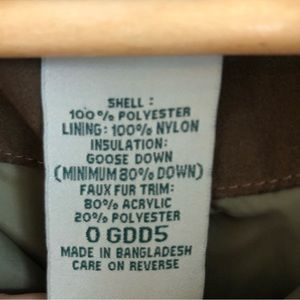 SHELL:
100% POLYESTER
LINING: 100% NYLON
INSULATION:
GOOSE DOWN
(MINIMUM 80% DOWN)
FAUX FUR TRIM:
80% ACRYLIC
20% POLYESTER
0 GDD5
MADE IN BANGLADESH
CARE ON REVERSE